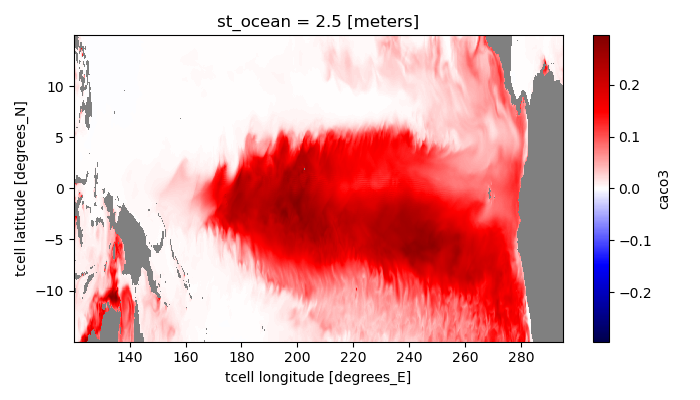 st_ocean = 2.5 [meters]
10
5
0
−5
−10
tcell latitude [degrees_N]
140 160 180 200 220 240 260 280
tcell longitude [degrees_E]
0.2
0.1
0.0
−0.1
−0.2
caco3